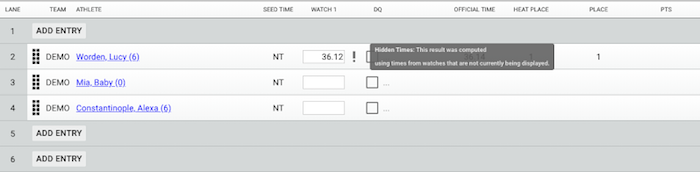 LANE TEAM ATHLETE SEED TIME WATCH 1 DQ OFFICIAL TIME HEAT PLACE PLACE PTS
1 ADD ENTRY
2 DEMO Worden, Lucy (6) NT 36.12 ! 1
Hidden Times: This result was computed
using times from watches that are not currently being displayed.
3 DEMO Mia, Baby (0) NT ...
4 DEMO Constantinople, Alexa (6) NT ...
5 ADD ENTRY
6 ADD ENTRY